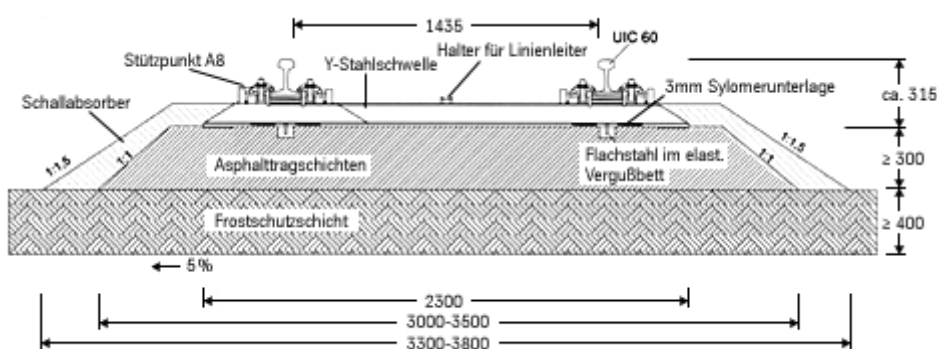 1435
UIC 60
Stützpunkt A8
Halter für Linienleiter
Y-Stahlschwelle
3mm Sylomerunterlage
ca. 315
Schallabsorber
1:1.5
1:1
Asphalttragschichten
Flachstahl im elast.
Vergußbett
1:1
1:1.5
≥ 300
Frostschutzschicht
≥ 400
5%
2300
3000-3500
3300-3800